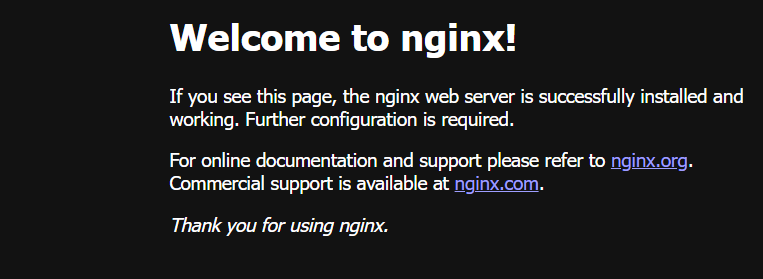 Welcome to nginx!
If you see this page, the nginx web server is successfully installed and
working. Further configuration is required.
For online documentation and support please refer to nginx.org.
Commercial support is available at nginx.com.
Thank you for using nginx.